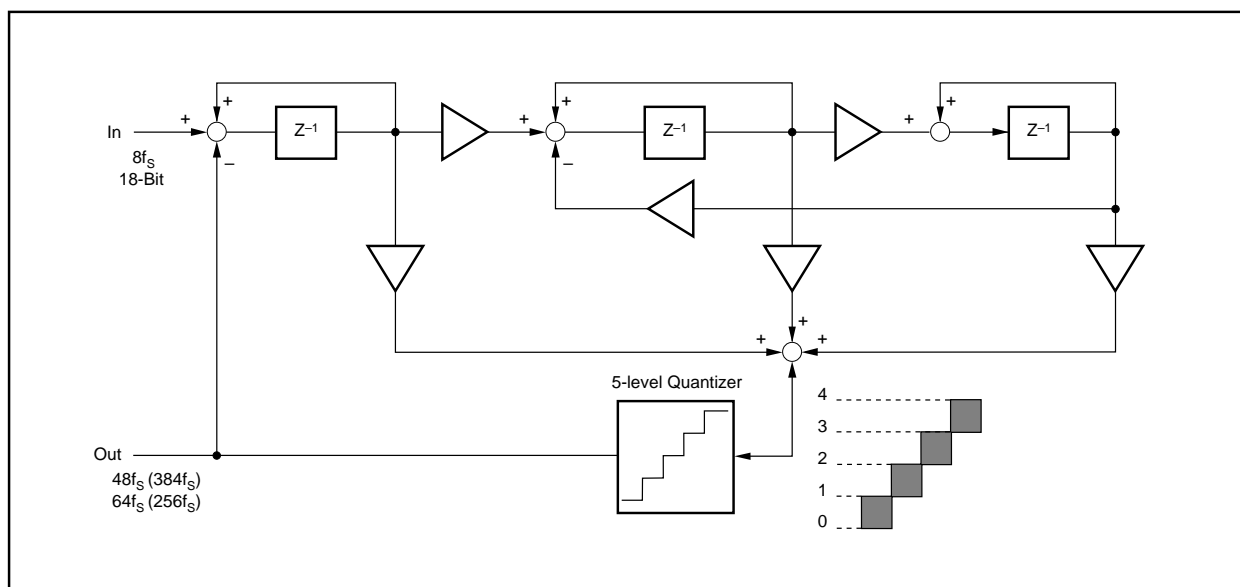 + + +
Z–1 Z–1 Z–1
In + + +
8fS – –
18-Bit
+
+ +
5-level Quantizer
4
3
Out 2
48fS (384fS)
64fS (256fS) 1
0